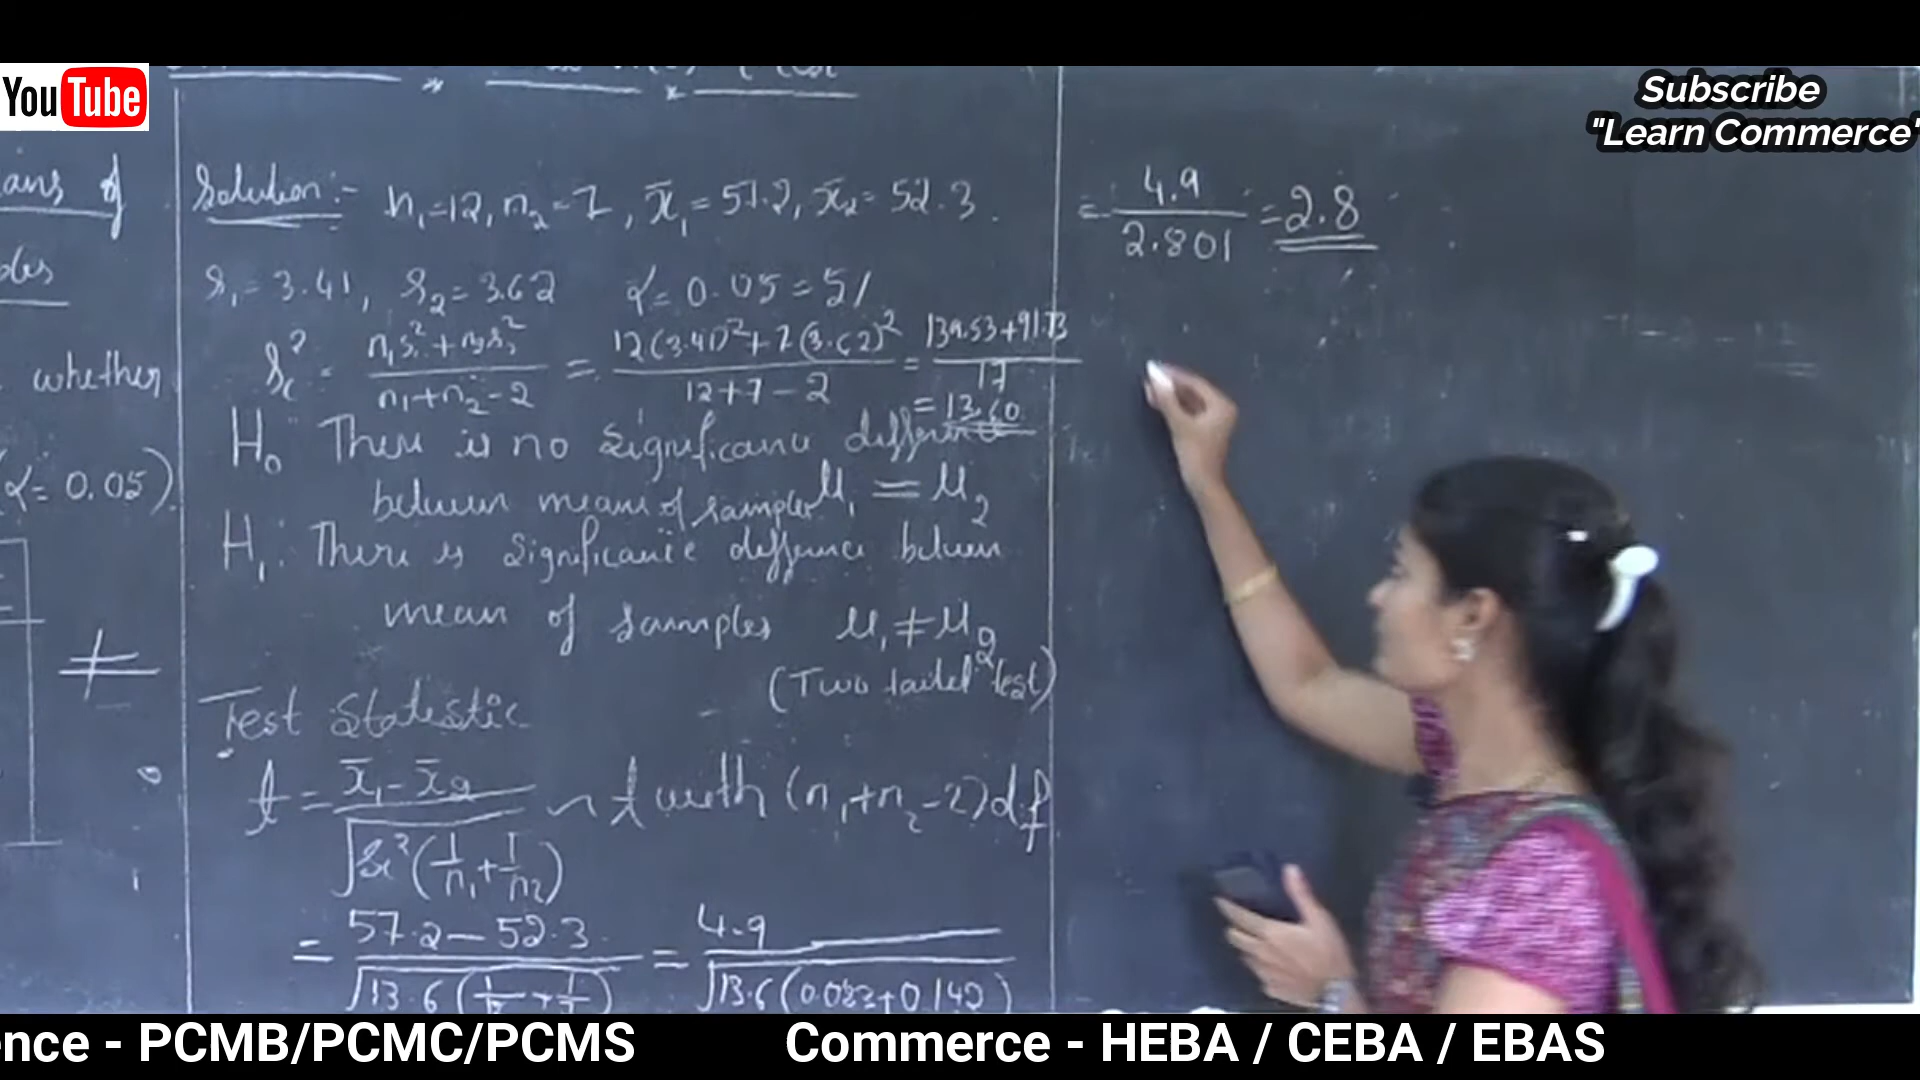 YouTube
Subscribe
"Learn Commerce"
ans of
des
whether
(α = 0.05).
≠
Solution:- n₁=12, n₂=7, x̄₁=57.2, x̄₂=52.3.
s₁=3.41, s₂=3.62 α=0.05=5%
sc² = n₁s₁²+n₂s₂² / n₁+n₂-2 = 12(3.41)²+7(3.62)² / 12+7-2 = 139.53+91.73 / 17
= 13.60
H₀ There is no significance difference
between means of samples μ₁ = μ₂
H₁: There is significance difference between
mean of samples μ₁ ≠ μ₂
(Two tailed test)
Test Statistic
t = x̄₁-x̄₂ / √sc²(1/n₁+1/n₂) ~ t with (n₁+n₂-2)d.f
= 57.2-52.3 / √13.6(1/12+1/7) = 4.9 / √13.6(0.083+0.142)
= 4.9 / 2.801 = 2.8
nce - PCMB/PCMC/PCMS Commerce - HEBA / CEBA / EBAS